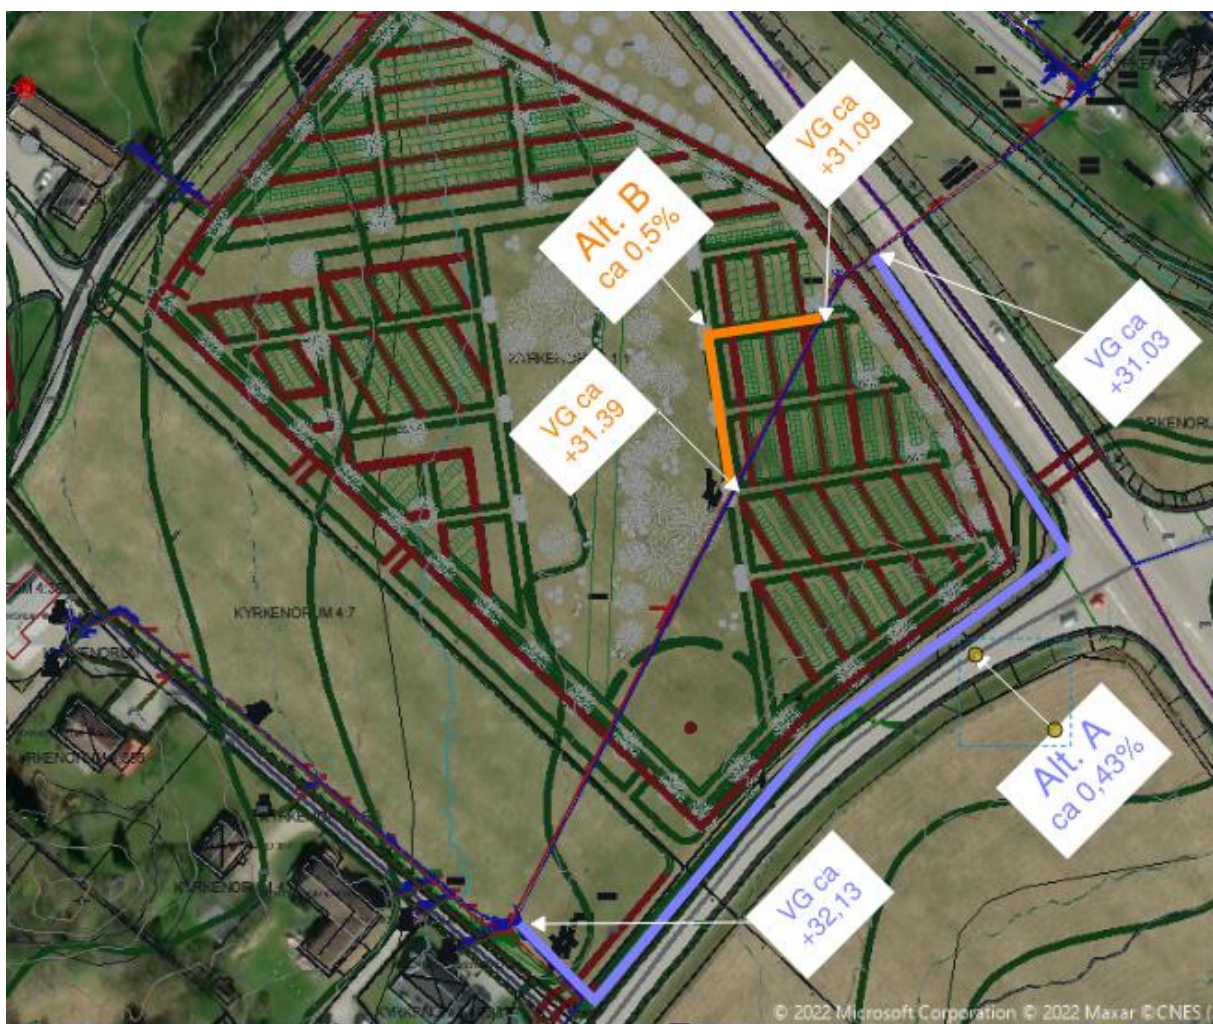 VG ca
+31.09
Alt. B
ca 0,5%
VG ca
+31.03
VG ca
+31.39
KYRKENORUM 4:7
Alt. A
ca 0,43%
VG ca
+32,13
© 2022 Microsoft Corporation © 2022 Maxar ©CNES